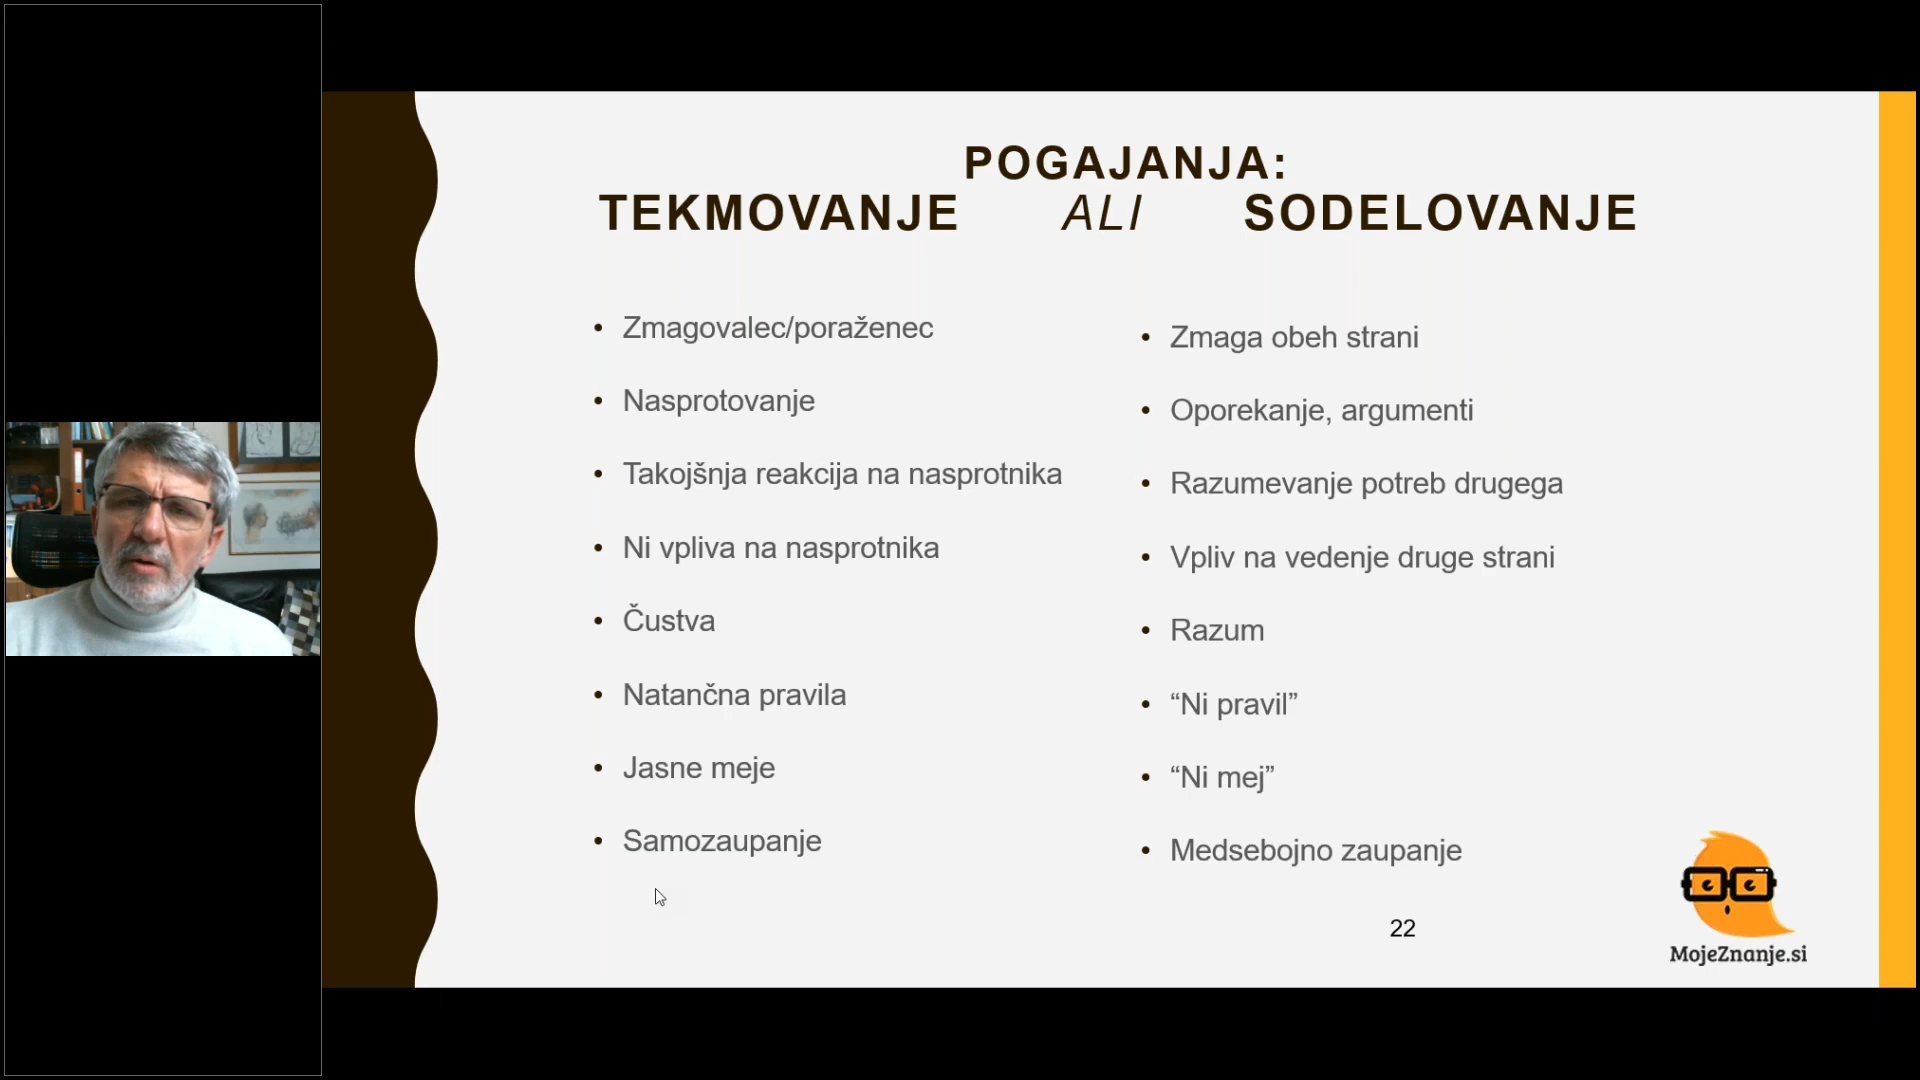 POGAJANJA:
TEKMOVANJE ALI SODELOVANJE
• Zmagovalec/poraženec
• Nasprotovanje
• Takojšnja reakcija na nasprotnika
• Ni vpliva na nasprotnika
• Čustva
• Natančna pravila
• Jasne meje
• Samozaupanje
• Zmaga obeh strani
• Oporekanje, argumenti
• Razumevanje potreb drugega
• Vpliv na vedenje druge strani
• Razum
• “Ni pravil”
• “Ni mej”
• Medsebojno zaupanje
22
MojeZnanje.si